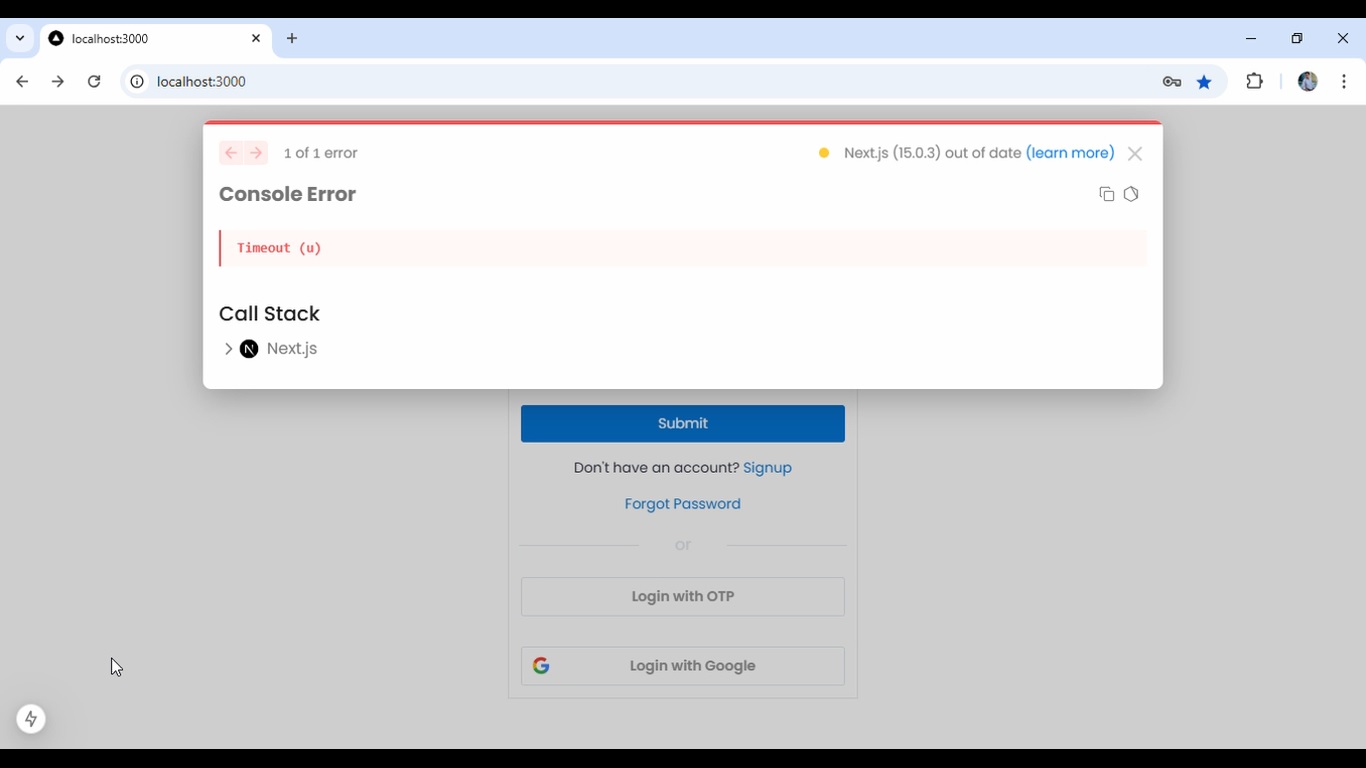 localhost:3000
localhost:3000
1 of 1 error
Next.js (15.0.3) out of date (learn more)
Console Error
Timeout (u)
Call Stack
N Next.js
Submit
Don't have an account? Signup
Forgot Password
or
Login with OTP
G Login with Google